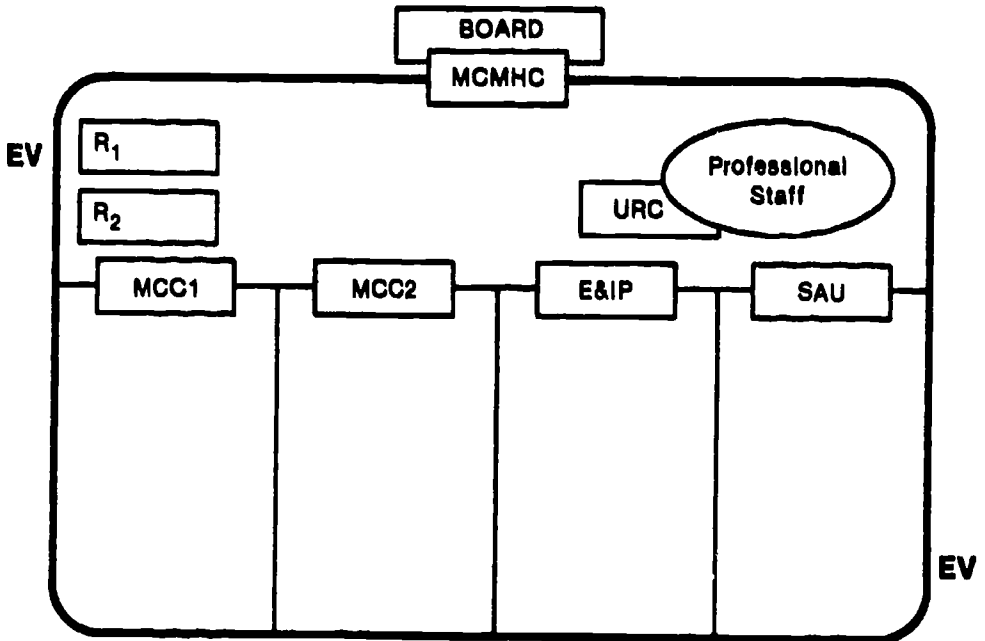 BOARD
MCMHC
EV
R1
R2
Professional
Staff
URC
MCC1
MCC2
E&IP
SAU
EV